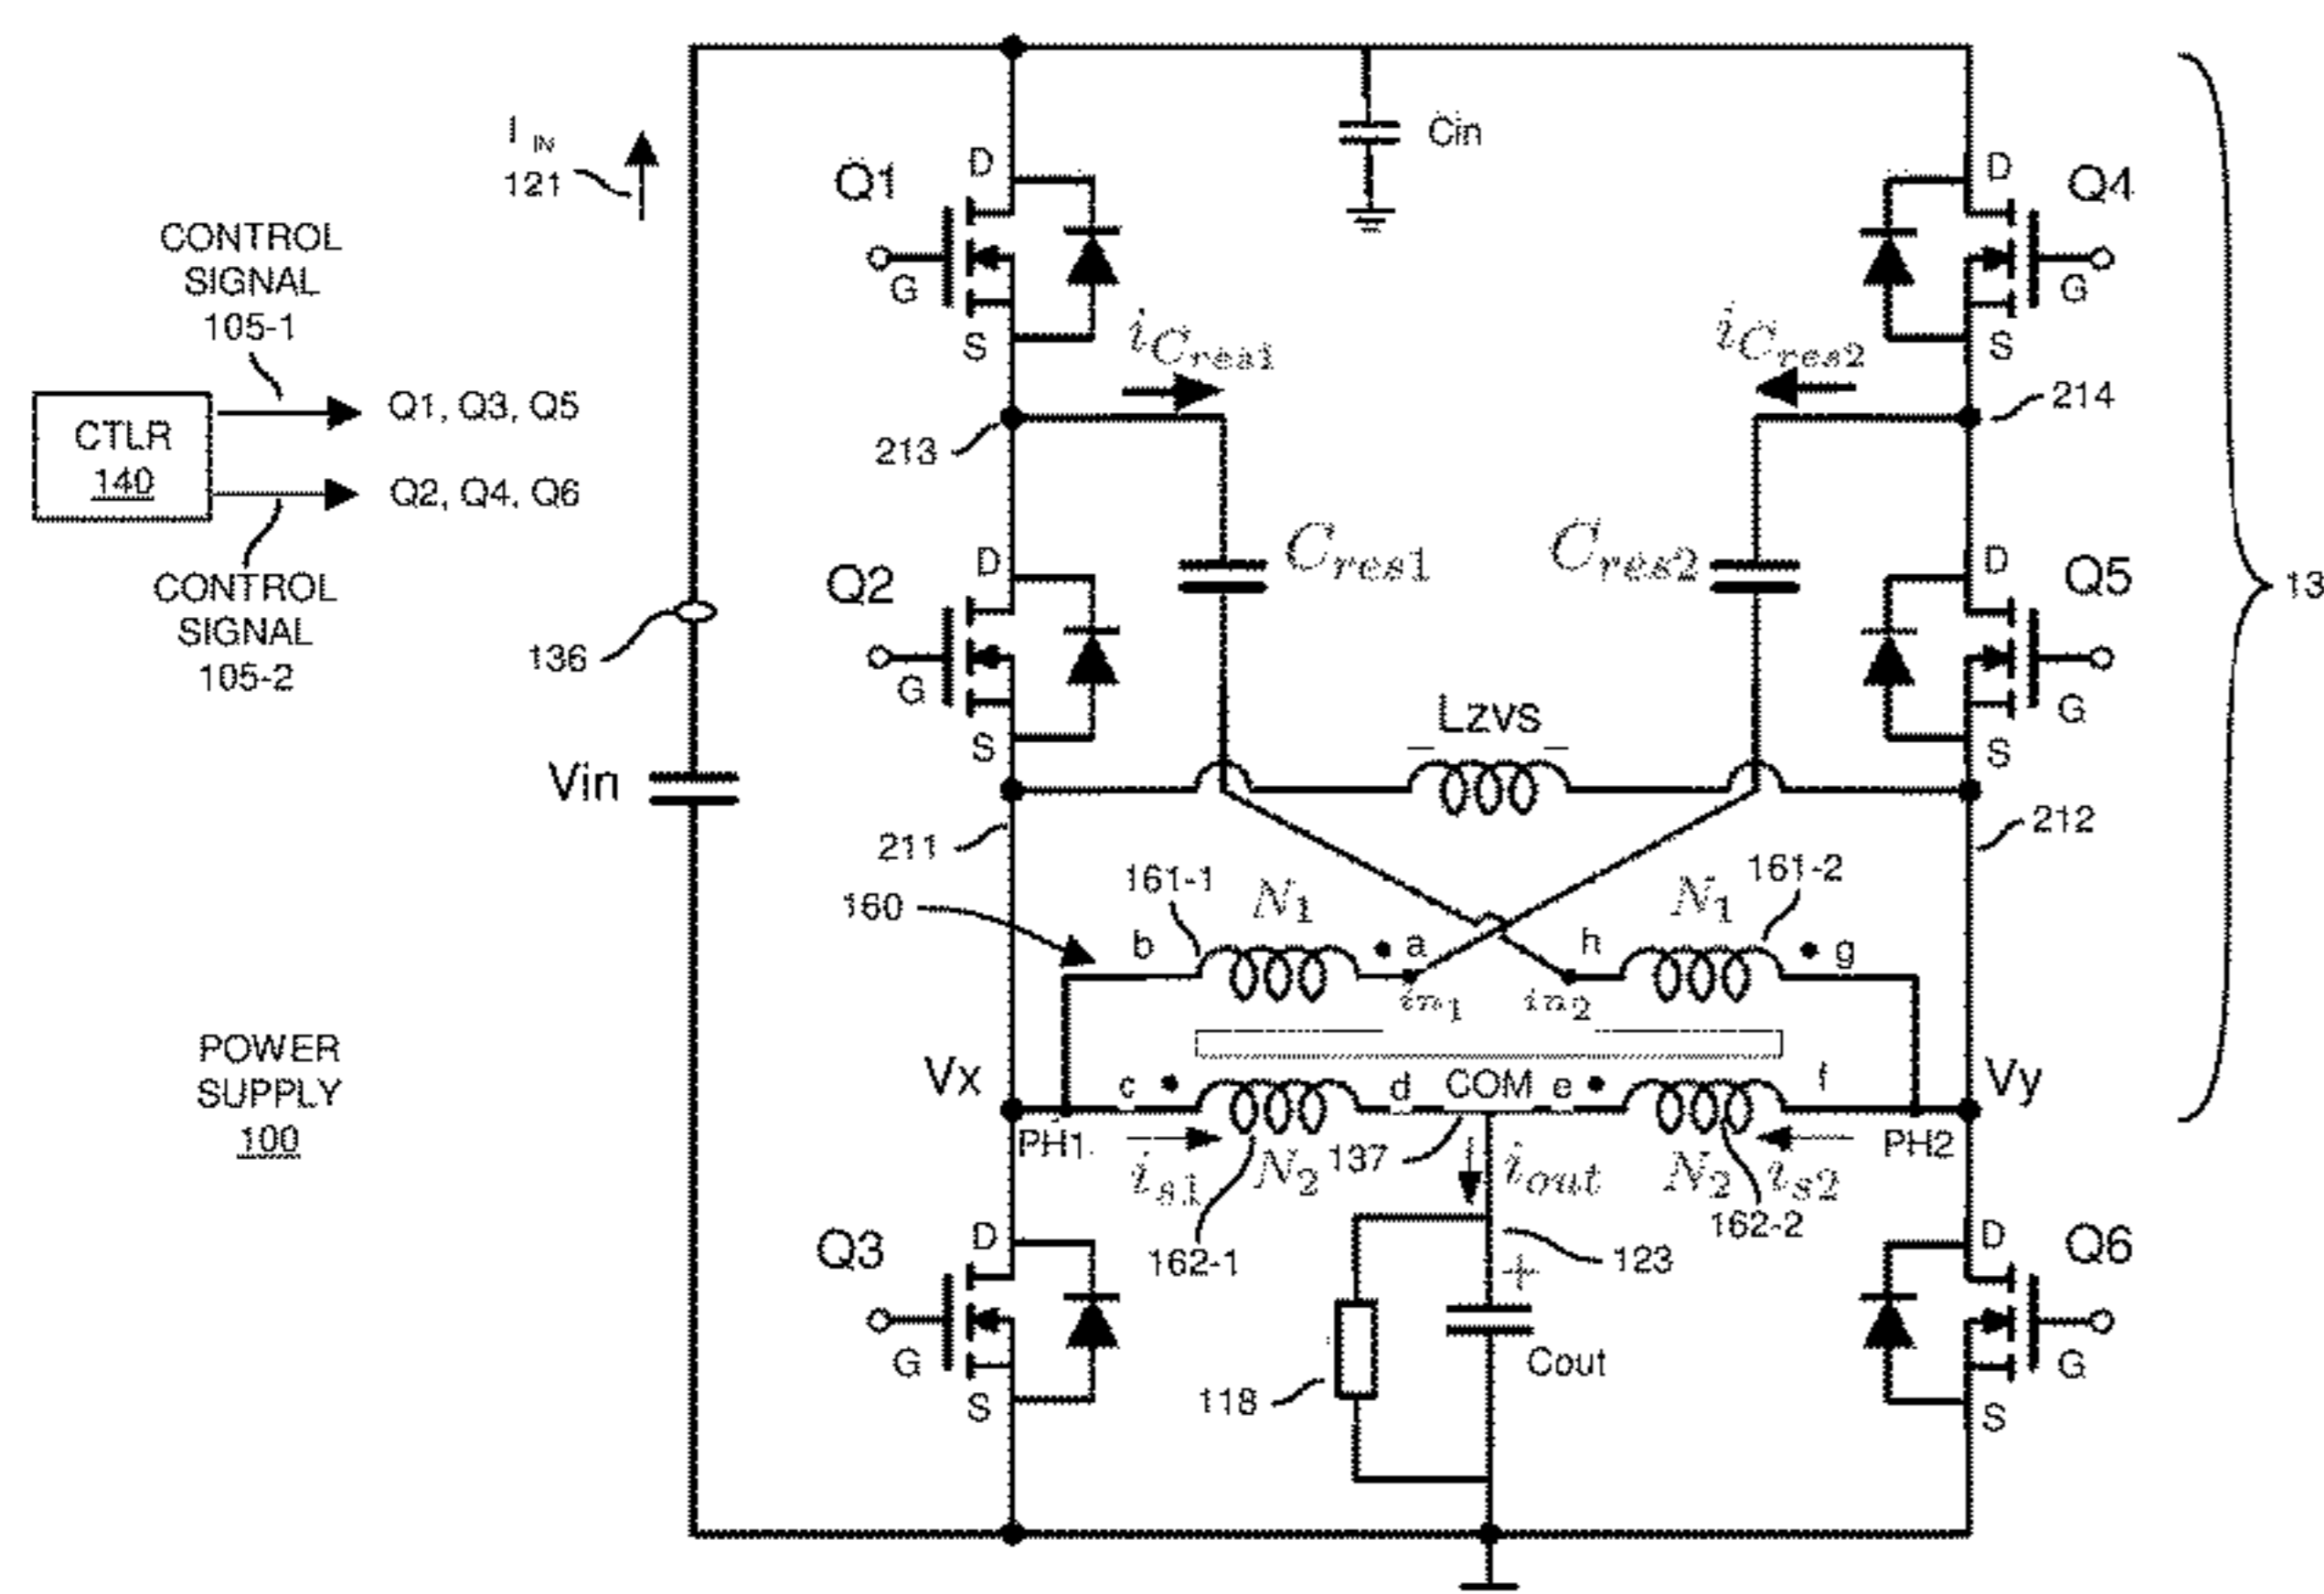 I IN
121
CONTROL
SIGNAL
105-1
CTLR
140
Q1, Q3, Q5
Q2, Q4, Q6
CONTROL
SIGNAL
105-2
136
Vin
POWER
SUPPLY
100
Cin
Q1
D
G
S
Q4
D
G
S
iCres1
iCres2
213
214
Q2
D
G
S
Cres1
Cres2
Q5
D
G
S
13
Lzvs
211
212
160
161-1
N1
161-2
N1
b
a
h
g
in1
in2
Vx
c
d
COM
e
f
Vy
PH1
is1
N2
137
iout
N2
is2
PH2
162-1
162-2
123
+
Q3
D
G
S
118
Cout
Q6
D
G
S